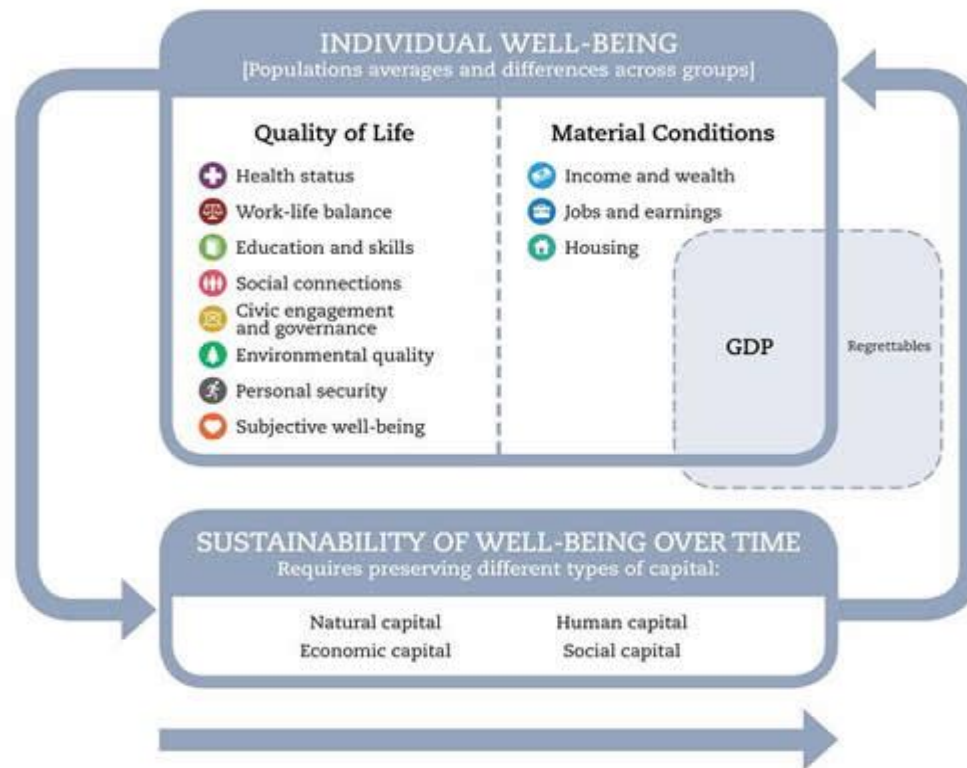 INDIVIDUAL WELL-BEING
[Populations averages and differences across groups]
Quality of Life
Health status
Work-life balance
Education and skills
Social connections
Civic engagement
and governance
Environmental quality
Personal security
Subjective well-being
Material Conditions
Income and wealth
Jobs and earnings
Housing
GDP
Regrettables
SUSTAINABILITY OF WELL-BEING OVER TIME
Requires preserving different types of capital:
Natural capital
Human capital
Economic capital
Social capital